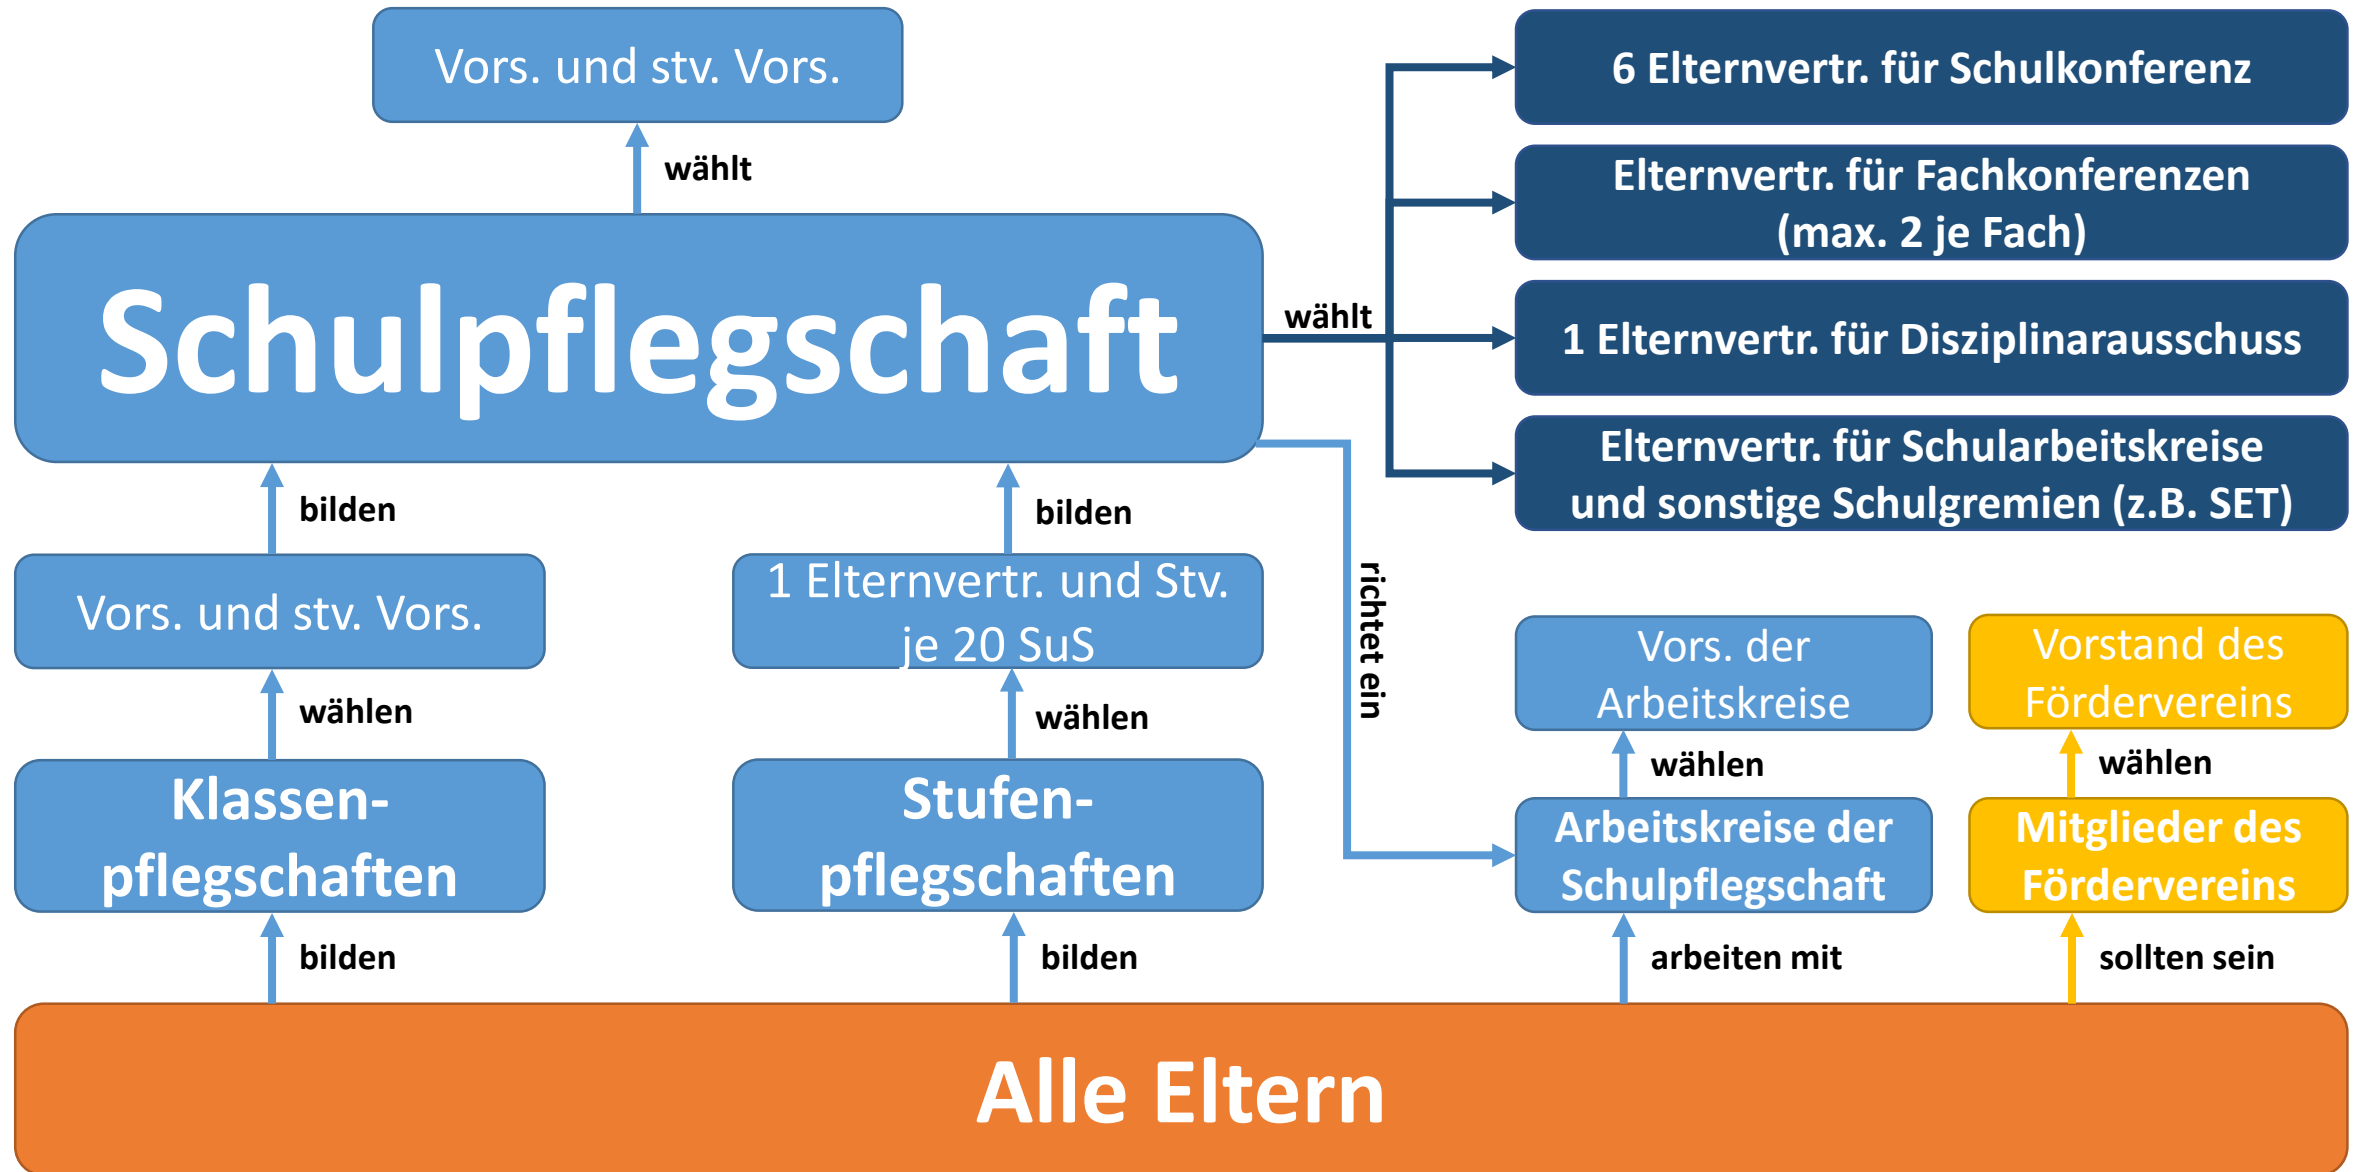 Vors. und stv. Vors.
wählt
Schulpflegschaft
wählt
6 Elternvertr. für Schulkonferenz
Elternvertr. für Fachkonferenzen
(max. 2 je Fach)
1 Elternvertr. für Disziplinarausschuss
Elternvertr. für Schularbeitskreise
und sonstige Schulgremien (z.B. SET)
bilden
bilden
richtet ein
Vors. und stv. Vors.
1 Elternvertr. und Stv.
je 20 SuS
Vors. der
Arbeitskreise
Vorstand des
Fördervereins
wählen
wählen
wählen
wählen
Klassen-
pflegschaften
Stufen-
pflegschaften
Arbeitskreise der
Schulpflegschaft
Mitglieder des
Fördervereins
bilden
bilden
arbeiten mit
sollten sein
Alle Eltern